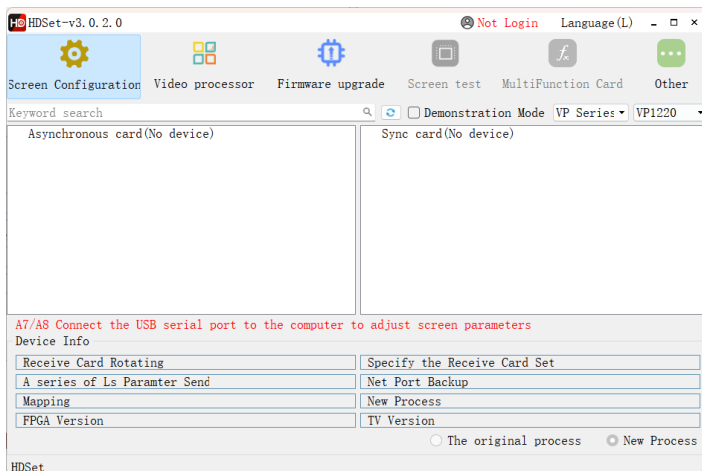 HD HDSet-v3.0.2.0 Not Login Language(L)
Screen Configuration Video processor Firmware upgrade Screen test MultiFunction Card Other
Keyword search Demonstration Mode VP Series VP1220
Asynchronous card(No device) Sync card(No device)
A7/A8 Connect the USB serial port to the computer to adjust screen parameters
Device Info
Receive Card Rotating Specify the Receive Card Set
A series of Ls Paramter Send Net Port Backup
Mapping New Process
FPGA Version TV Version
The original process New Process
HDSet